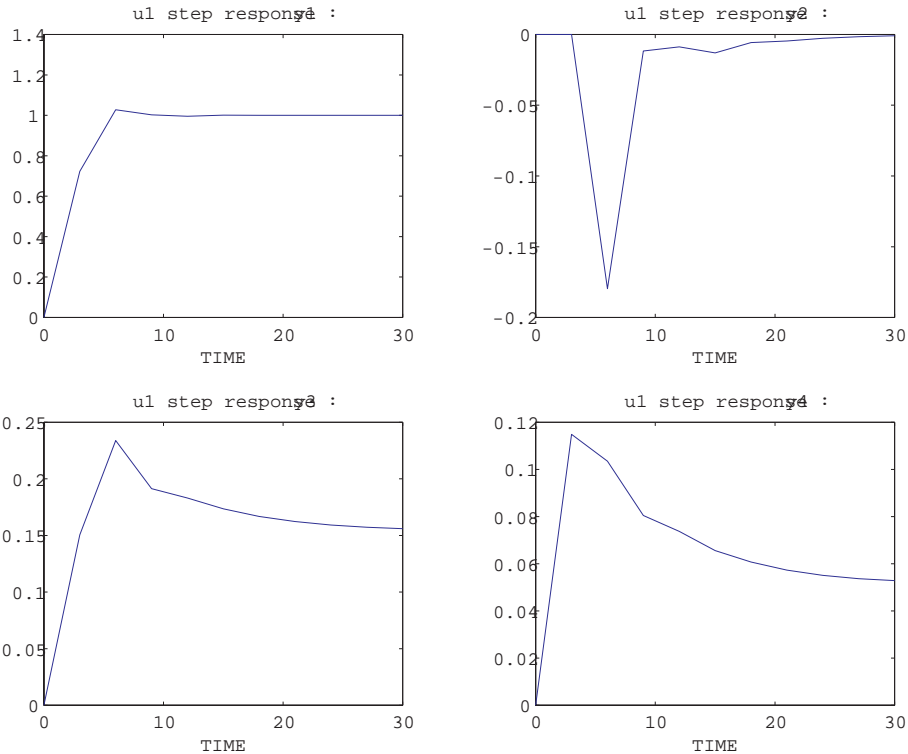 u1 step response y1 :
1.4
1.2
1
0.8
0.6
0.4
0.2
0
0 10 20 30
TIME
u1 step response y2 :
0
-0.05
-0.1
-0.15
-0.2
0 10 20 30
TIME
u1 step response y3 :
0.25
0.2
0.15
0.1
0.05
0
0 10 20 30
TIME
u1 step response y4 :
0.12
0.1
0.08
0.06
0.04
0.02
0
0 10 20 30
TIME